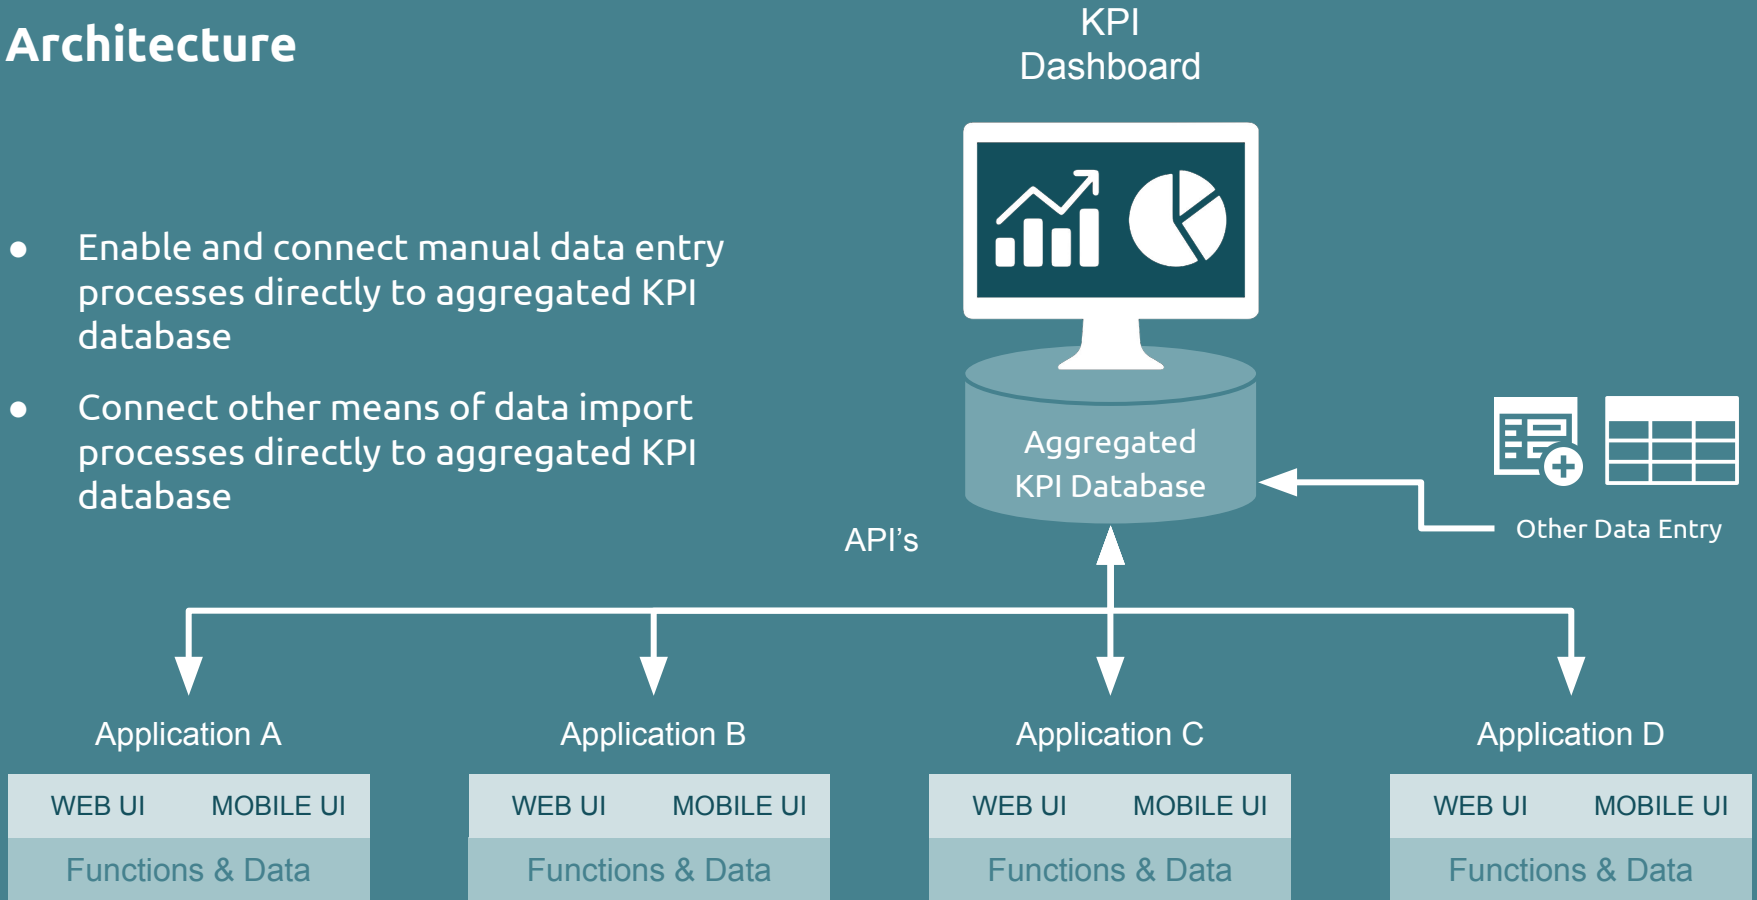 Architecture
KPI
Dashboard
● Enable and connect manual data entry
processes directly to aggregated KPI
database
● Connect other means of data import
processes directly to aggregated KPI
database
Aggregated
KPI Database
Other Data Entry
API's
Application A
Application B
Application C
Application D
WEB UI MOBILE UI
WEB UI MOBILE UI
WEB UI MOBILE UI
WEB UI MOBILE UI
Functions & Data
Functions & Data
Functions & Data
Functions & Data